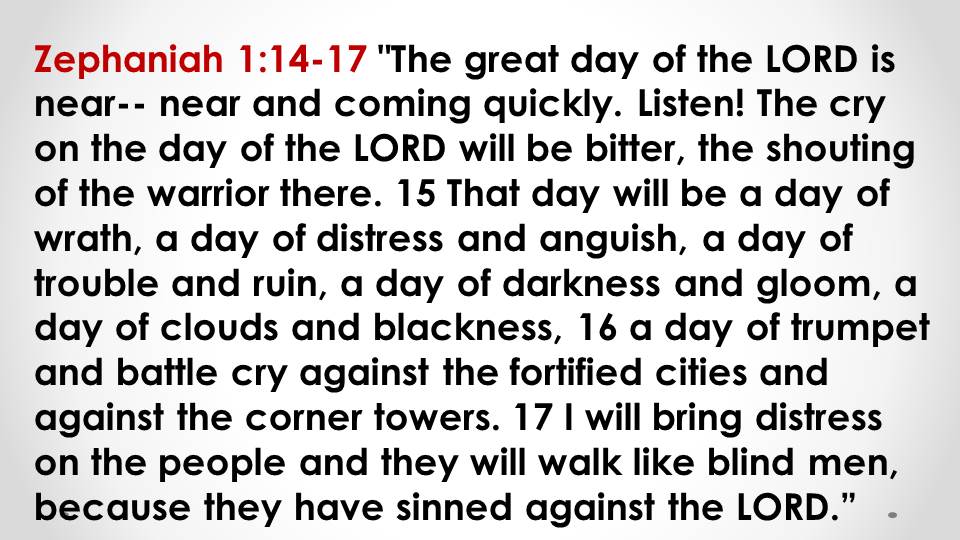 Zephaniah 1:14-17 "The great day of the LORD is
near-- near and coming quickly. Listen! The cry
on the day of the LORD will be bitter, the shouting
of the warrior there. 15 That day will be a day of
wrath, a day of distress and anguish, a day of
trouble and ruin, a day of darkness and gloom, a
day of clouds and blackness, 16 a day of trumpet
and battle cry against the fortified cities and
against the corner towers. 17 I will bring distress
on the people and they will walk like blind men,
because they have sinned against the LORD.”